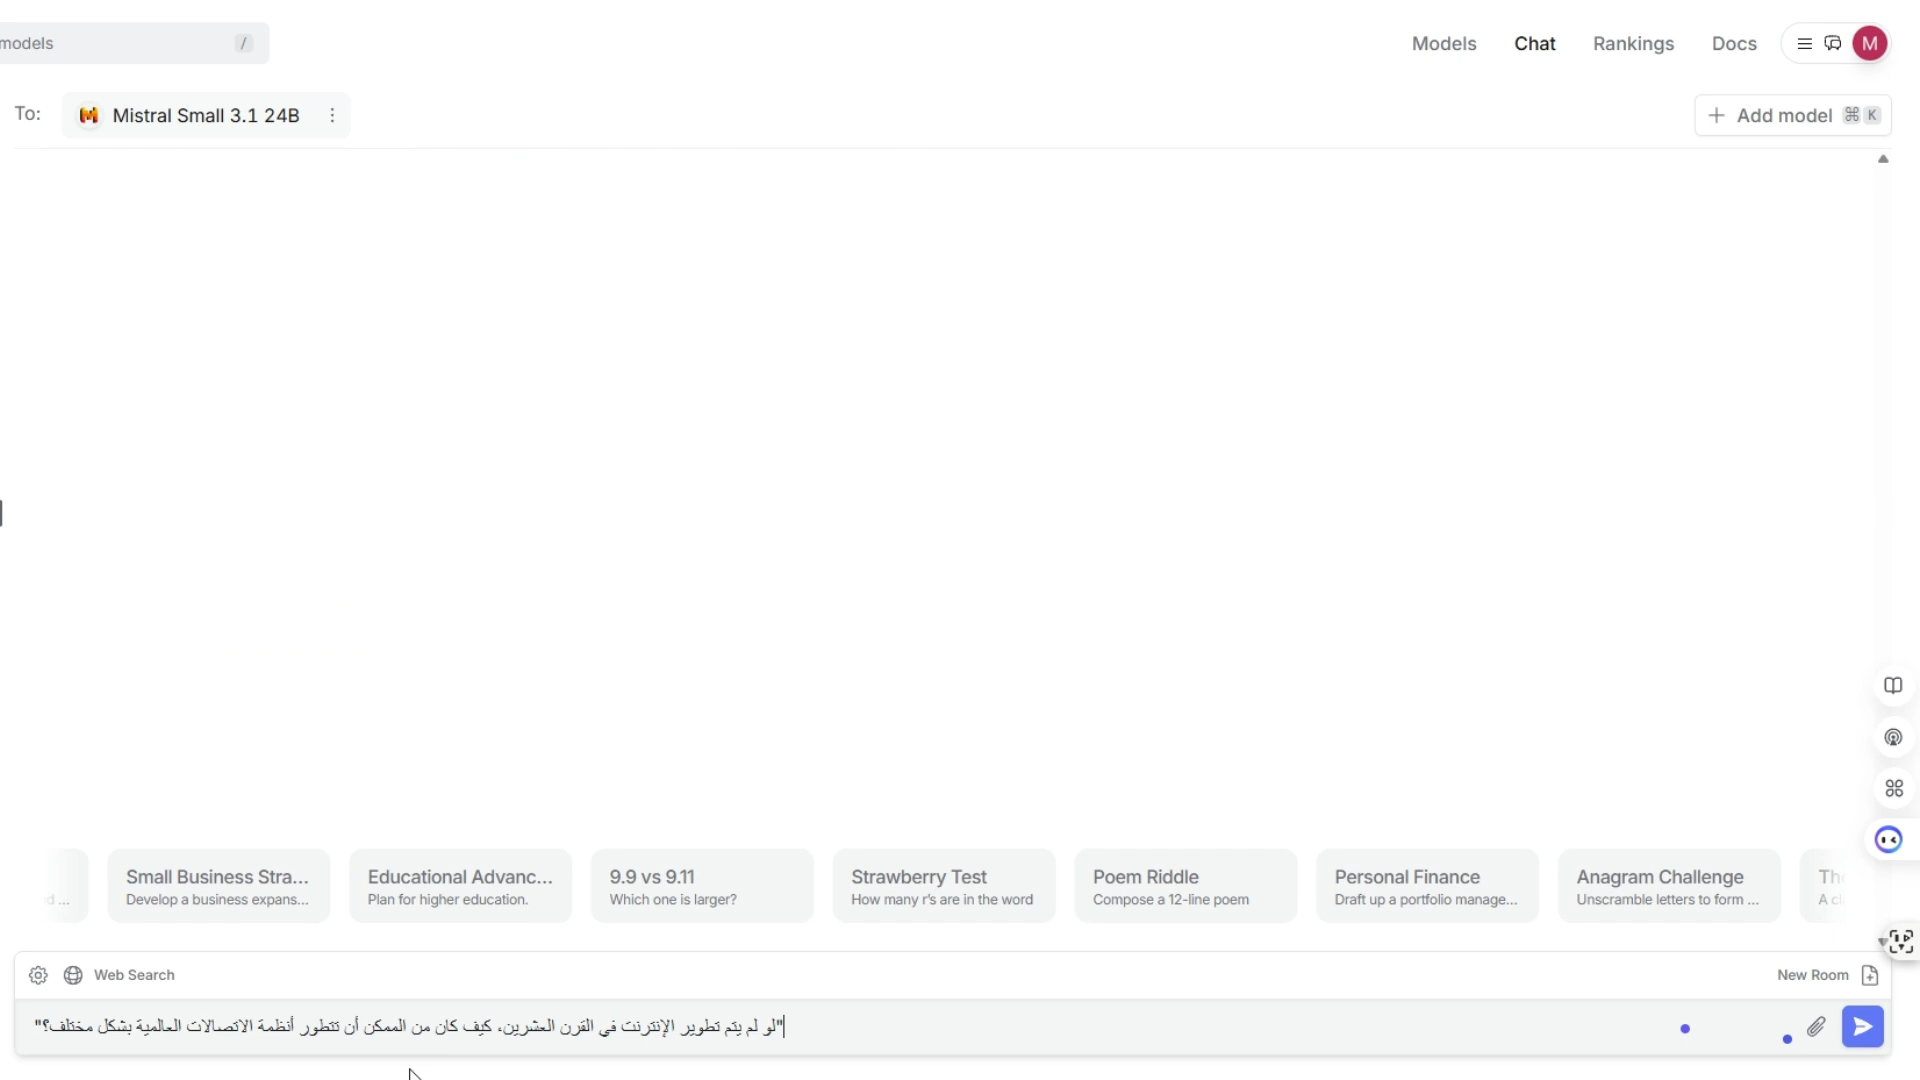 models /
Models Chat Rankings Docs M
To: Mistral Small 3.1 24B
Add model ⌘ K
Small Business Stra...
Develop a business expans...
Educational Advanc...
Plan for higher education.
9.9 vs 9.11
Which one is larger?
Strawberry Test
How many r's are in the word
Poem Riddle
Compose a 12-line poem
Personal Finance
Draft up a portfolio manage...
Anagram Challenge
Unscramble letters to form ...
Web Search
New Room
"لو لم يتم تطوير الإنترنت في القرن العشرين، كيف كان من الممكن أن تتطور أنظمة الاتصالات العالمية بشكل مختلف؟"